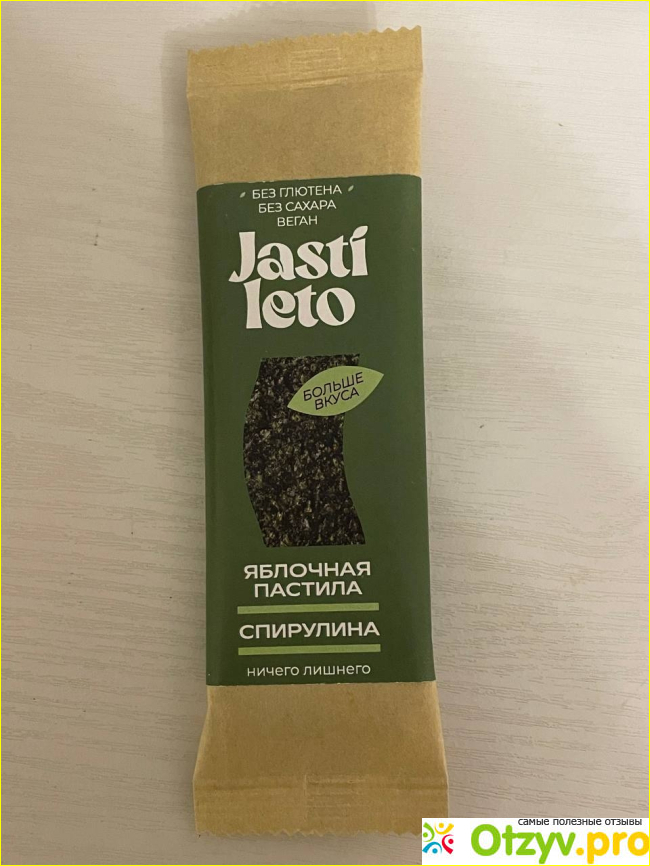 БЕЗ ГЛЮТЕНА
БЕЗ САХАРА
ВЕГАН
Jasti
leto
БОЛЬШЕ
ВКУСА
ЯБЛОЧНАЯ
ПАСТИЛА
СПИРУЛИНА
ничего лишнего
самые полезные отзывы
Otzyv.pro